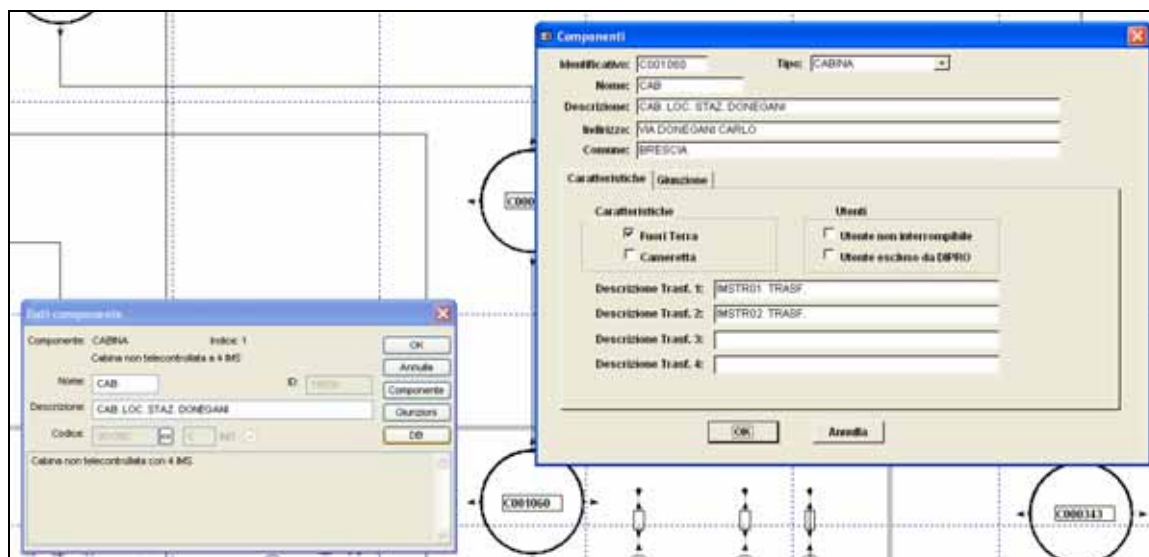 Componenti
Identificativo: C001060 Tipo: CABINA
Nome: CAB
Descrizione: CAB. LOC. STAZ. DONEGANI
Indirizzo: VIA DONEGANI CARLO
Comune: BRESCIA
Caratteristiche Giunzione
Caratteristiche Utenti
Fuori Terra Utente non interrompibile
Cameretta Utente escluso da DIPRO
Descrizione Trasf. 1: IMSTR01 TRASF.
Descrizione Trasf. 2: IMSTR02 TRASF.
Descrizione Trasf. 3:
Descrizione Trasf. 4:
OK Annulla
Dati componente
Componente: CABINA Indice: 1
Cabina non telecontrollata a 4 IMS
Nome: CAB ID:
Descrizione: CAB. LOC. STAZ. DONEGANI
Codice:
OK
Annulla
Componente
Giunzioni
DB
Cabina non telecontrollata con 4 IMS
C001060
C000343